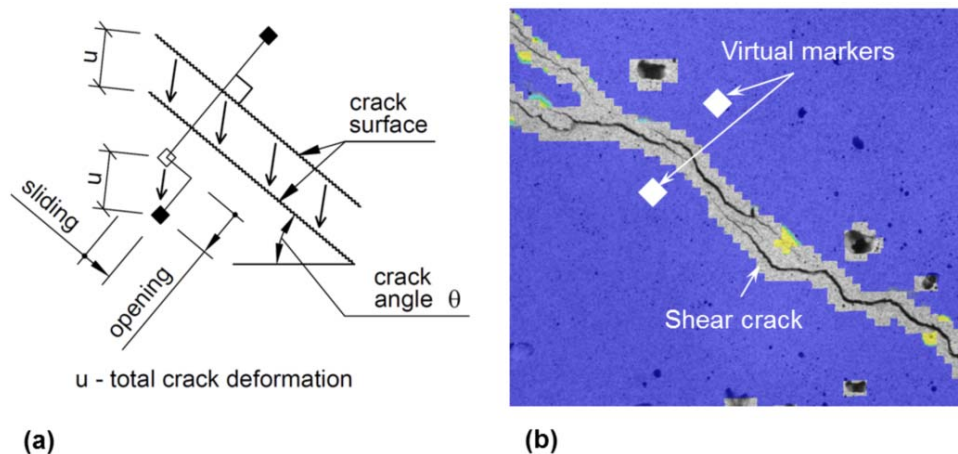 u
u
sliding
opening
crack
surface
crack
angle θ
u - total crack deformation
(a)
Virtual markers
Shear crack
(b)